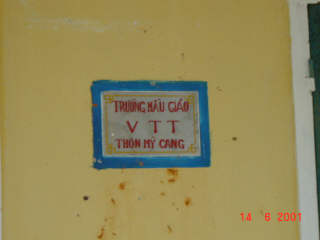 TRƯỜNG MẪU GIÁO
V T T
THÔN MỸ CANG
14 8 2001